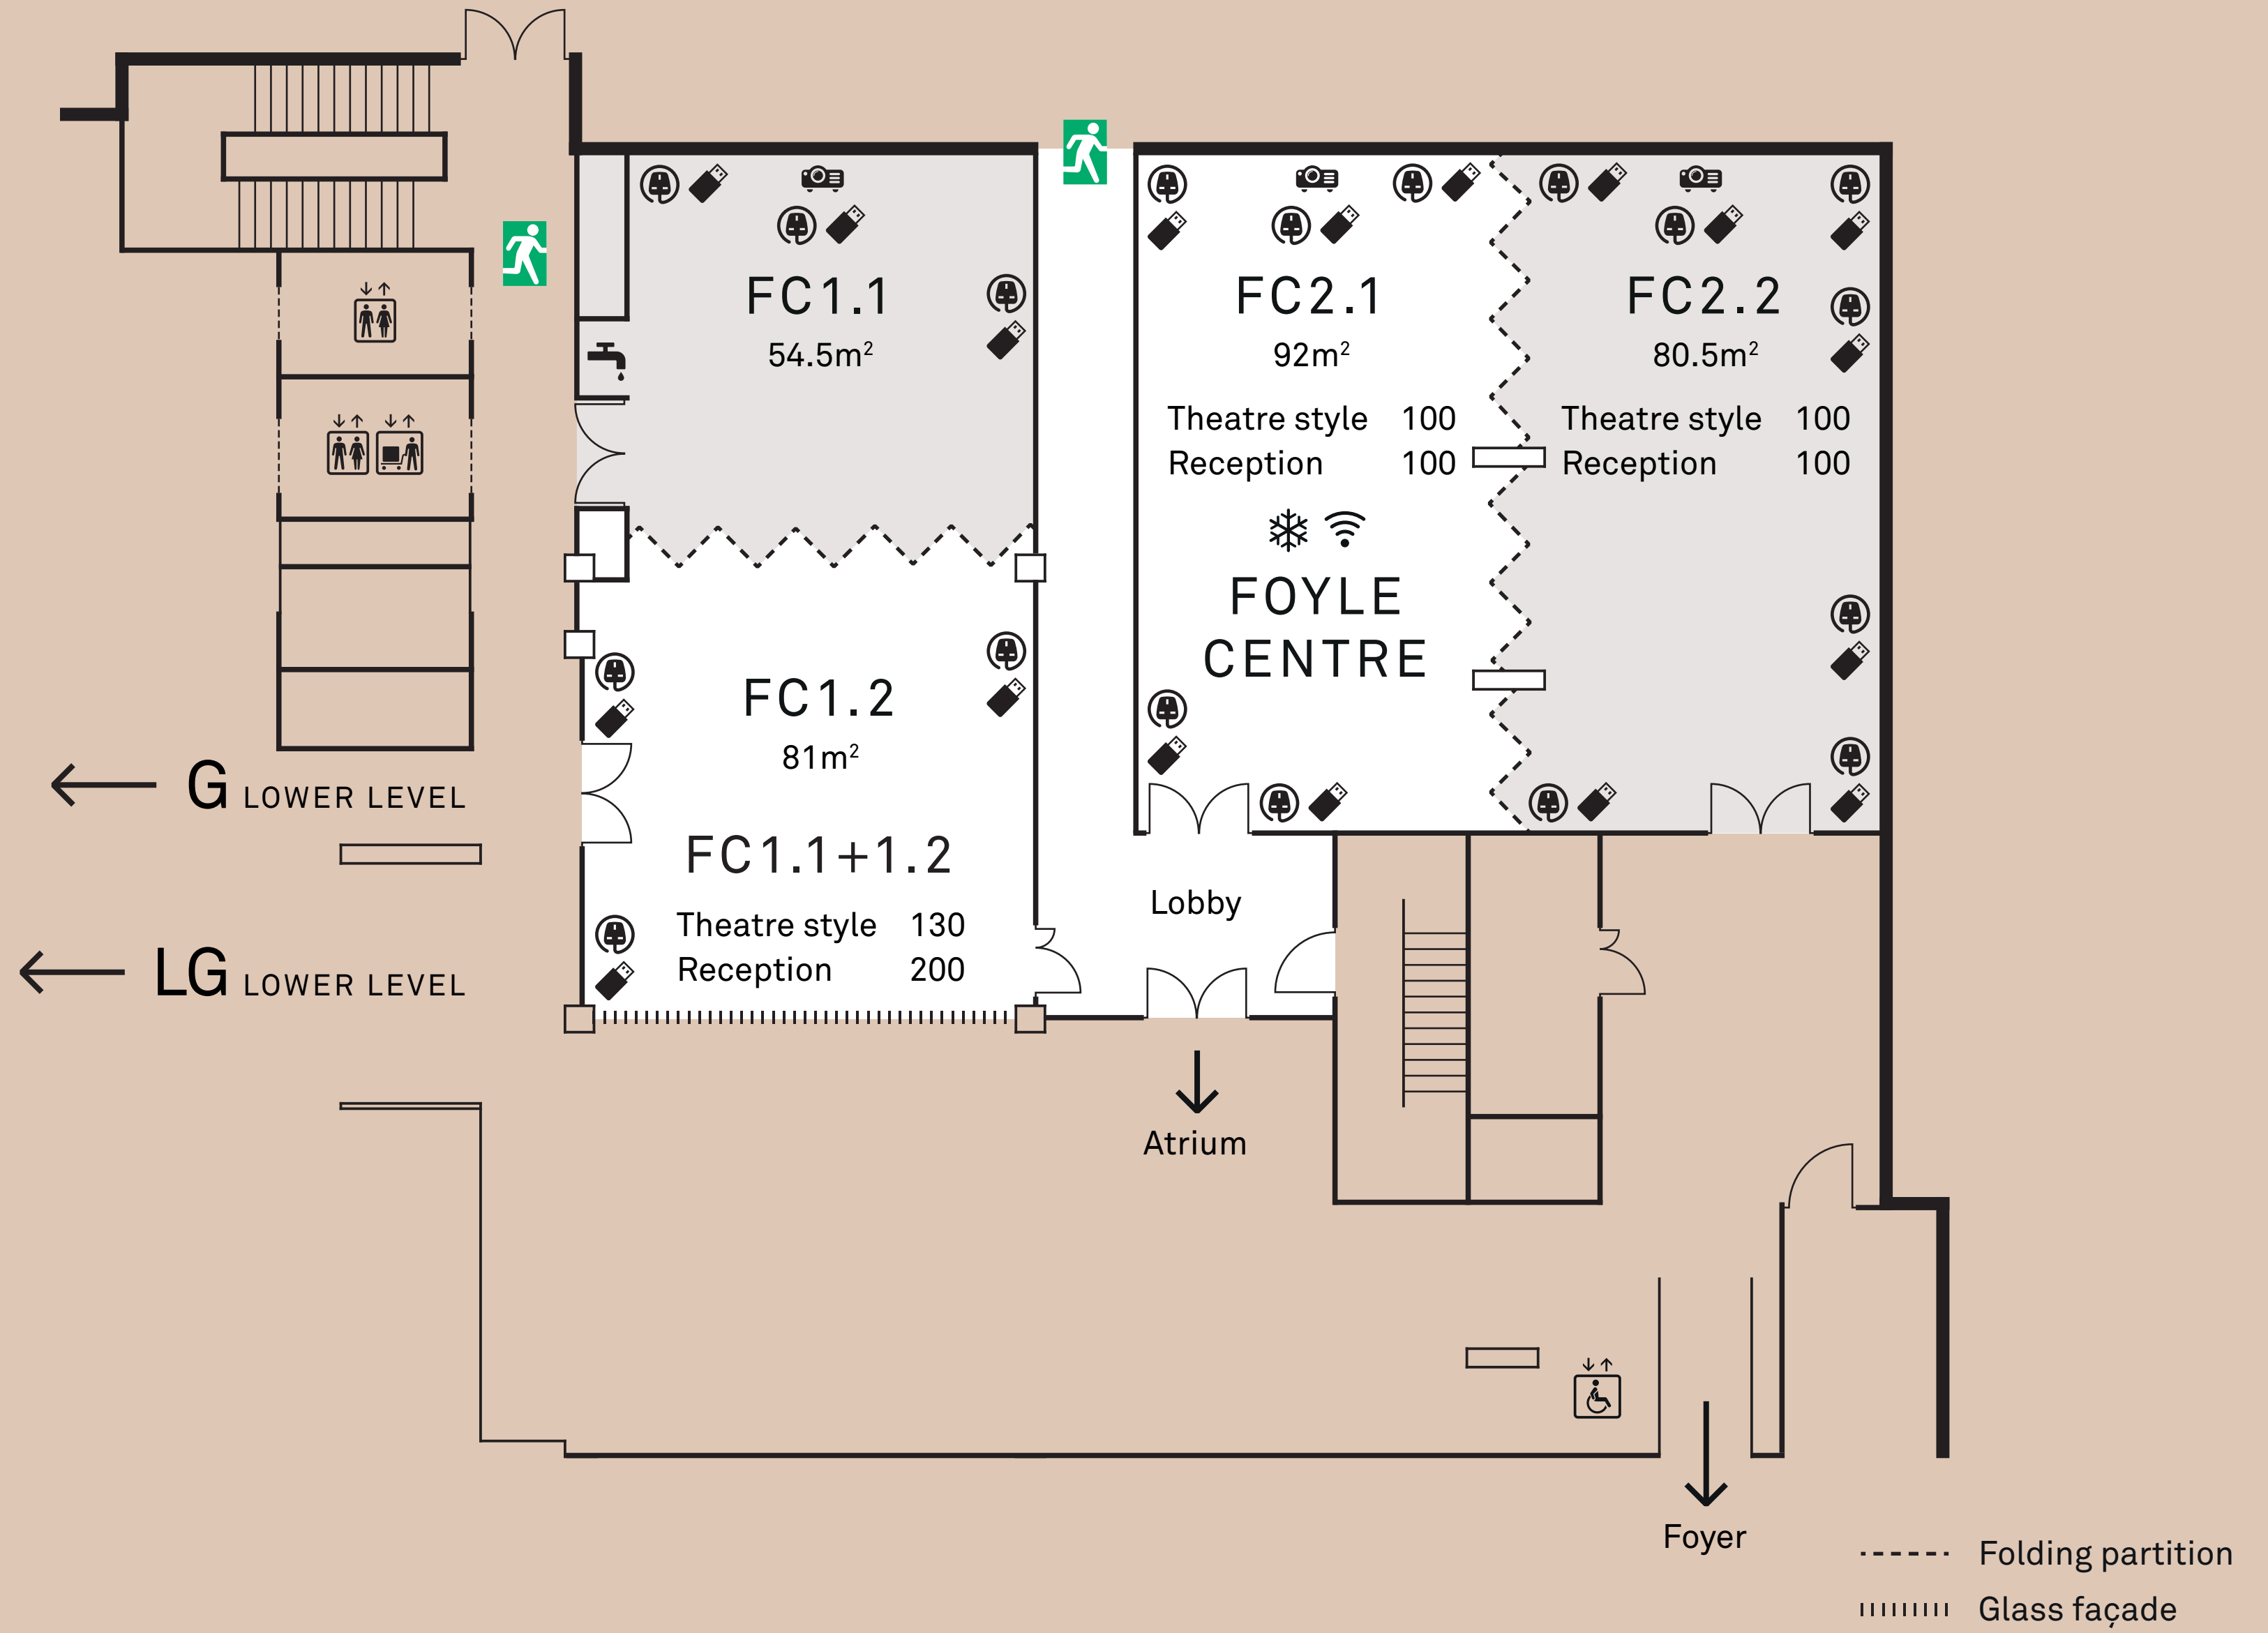 FC1.1
54.5m²
FC2.1
92m²
Theatre style 100
Reception 100
FC2.2
80.5m²
Theatre style 100
Reception 100
FOYLE
CENTRE
FC1.2
81m²
FC1.1+1.2
Theatre style 130
Reception 200
G LOWER LEVEL
LG LOWER LEVEL
Lobby
Atrium
Foyer
Folding partition
Glass façade